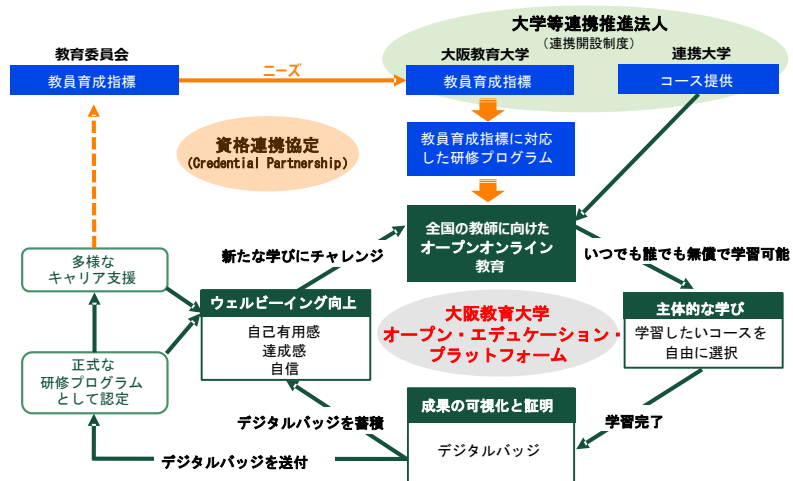 大学等連携推進法人
(連携開設制度)
教育委員会
大阪教育大学
連携大学
教員育成指標
ニーズ
教員育成指標
コース提供
資格連携協定
(Credential Partnership)
教員育成指標に対応
した研修プログラム
全国の教師に向けた
オープンオンライン
教育
新たな学びにチャレンジ
いつでも誰でも無償で学習可能
多様な
キャリア支援
ウェルビーイング向上
自己有用感
達成感
自信
大阪教育大学
オープン・エデュケーション・
プラットフォーム
主体的な学び
学習したいコースを
自由に選択
正式な
研修プログラム
として認定
成果の可視化と証明
デジタルバッジ
学習完了
デジタルバッジを蓄積
デジタルバッジを送付